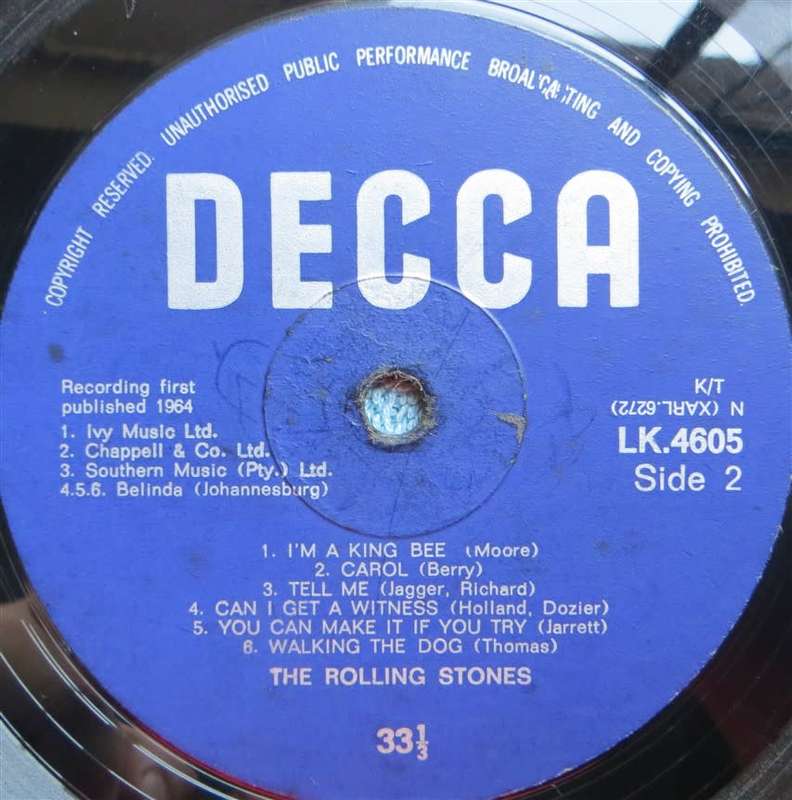 COPYRIGHT RESERVED. UNAUTHORISED PUBLIC PERFORMANCE BROADCASTING AND COPYING PROHIBITED.
DECCA
Recording first
published 1964
1. Ivy Music Ltd.
2. Chappell & Co. Ltd.
3. Southern Music (Pty.) Ltd.
4.5.6. Belinda (Johannesburg)
K/T
N (XARL.6272)
LK.4605
Side 2
1. I'M A KING BEE (Moore)
2. CAROL (Berry)
3. TELL ME (Jagger, Richard)
4. CAN I GET A WITNESS (Holland, Dozier)
5. YOU CAN MAKE IT IF YOU TRY (Jarrett)
6. WALKING THE DOG (Thomas)
THE ROLLING STONES
33⅓